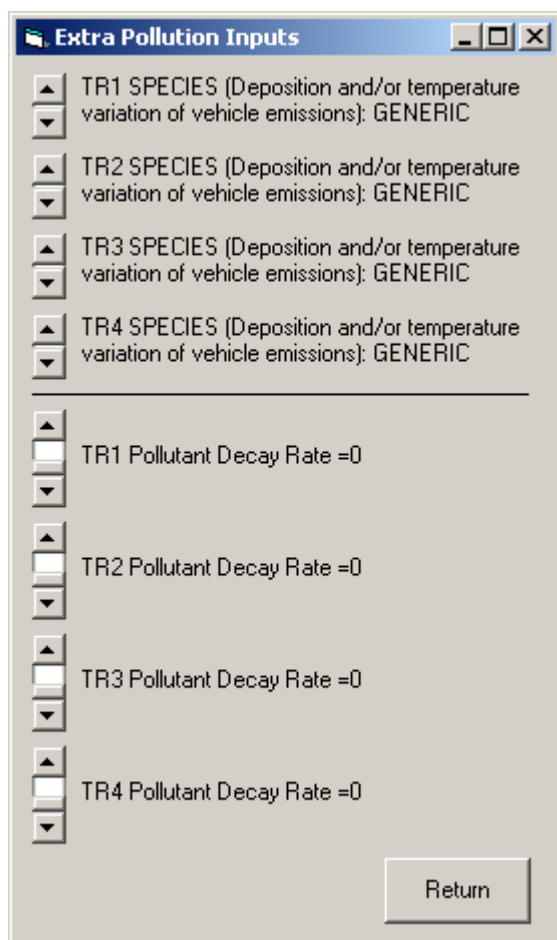 Extra Pollution Inputs
TR1 SPECIES (Deposition and/or temperature
variation of vehicle emissions): GENERIC
TR2 SPECIES (Deposition and/or temperature
variation of vehicle emissions): GENERIC
TR3 SPECIES (Deposition and/or temperature
variation of vehicle emissions): GENERIC
TR4 SPECIES (Deposition and/or temperature
variation of vehicle emissions): GENERIC
TR1 Pollutant Decay Rate =0
TR2 Pollutant Decay Rate =0
TR3 Pollutant Decay Rate =0
TR4 Pollutant Decay Rate =0
Return